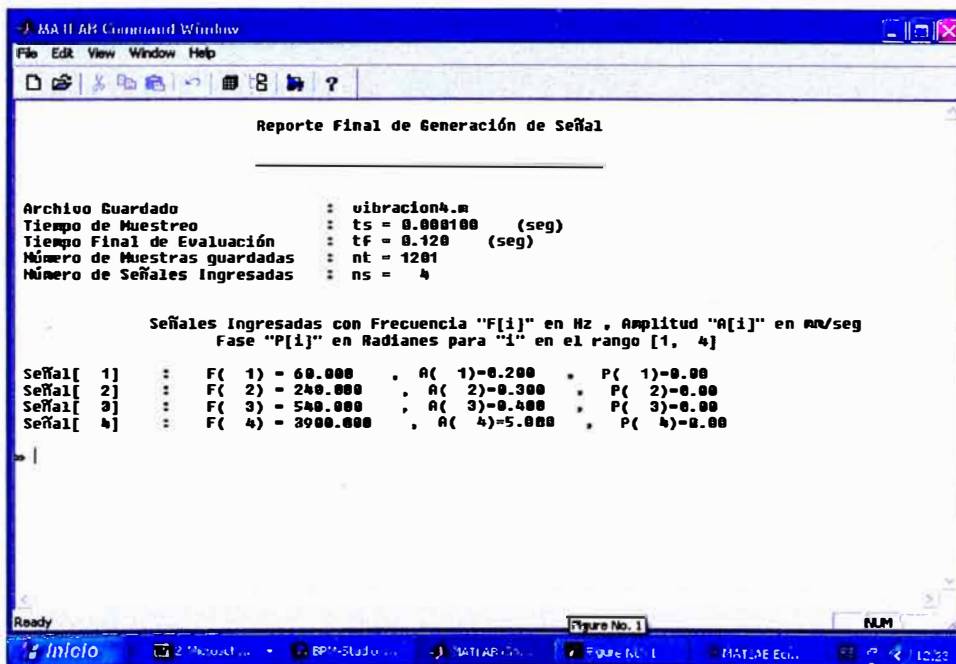 MATLAB Command Window
File Edit View Window Help
Reporte Final de Generación de Señal
Archivo Guardado : vibracion4.m
Tiempo de Muestreo : ts = 0.000100 (seg)
Tiempo Final de Evaluación : tf = 0.120 (seg)
Número de Muestras guardadas : nt = 1201
Número de Señales Ingresadas : ns = 4
Señales Ingresadas con Frecuencia "F[i]" en Hz , Amplitud "A[i]" en mm/seg
Fase "P[i]" en Radianes para "i" en el rango [1, 4]
Señal[ 1] : F( 1) = 60.000 , A( 1)=0.200 , P( 1)=0.00
Señal[ 2] : F( 2) = 240.000 , A( 2)=0.300 , P( 2)=0.00
Señal[ 3] : F( 3) = 540.000 , A( 3)=0.400 , P( 3)=0.00
Señal[ 4] : F( 4) = 3900.000 , A( 4)=5.000 , P( 4)=0.00
» |
Ready Figure No. 1 NUM
Inicio 2 Microsof... BPM-Studio MATLAB Figure No. 1 MATLAB Edi...